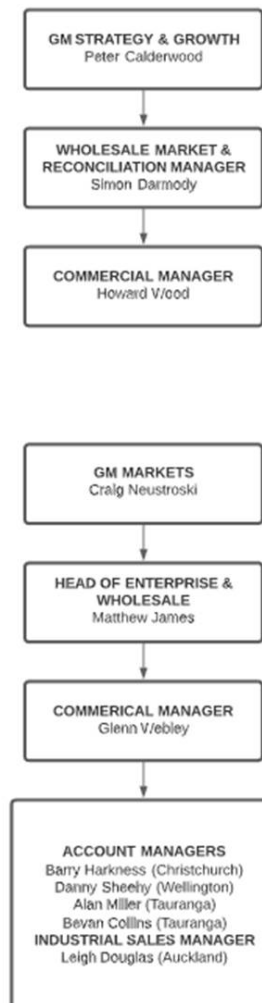 GM STRATEGY & GROWTH
Peter Calderwood
WHOLESALE MARKET &
RECONCILIATION MANAGER
Simon Darmody
COMMERCIAL MANAGER
Howard Wood
GM MARKETS
Craig Neustroski
HEAD OF ENTERPRISE &
WHOLESALE
Matthew James
COMMERICAL MANAGER
Glenn Webley
ACCOUNT MANAGERS
Barry Harkness (Christchurch)
Danny Sheehy (Wellington)
Alan Miller (Tauranga)
Bevan Collins (Tauranga)
INDUSTRIAL SALES MANAGER
Leigh Douglas (Auckland)